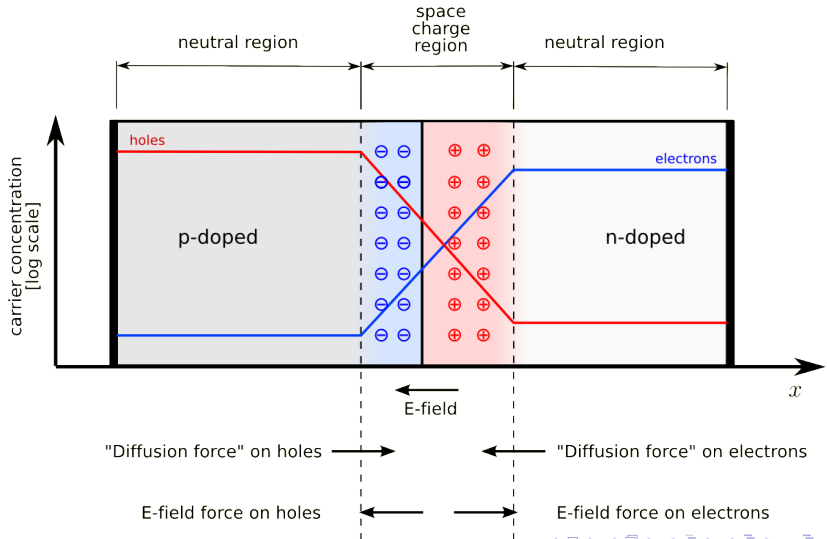 space
charge
region
neutral region
neutral region
holes
electrons
p-doped
n-doped
carrier concentration
[log scale]
x
E-field
"Diffusion force" on holes
"Diffusion force" on electrons
E-field force on holes
E-field force on electrons